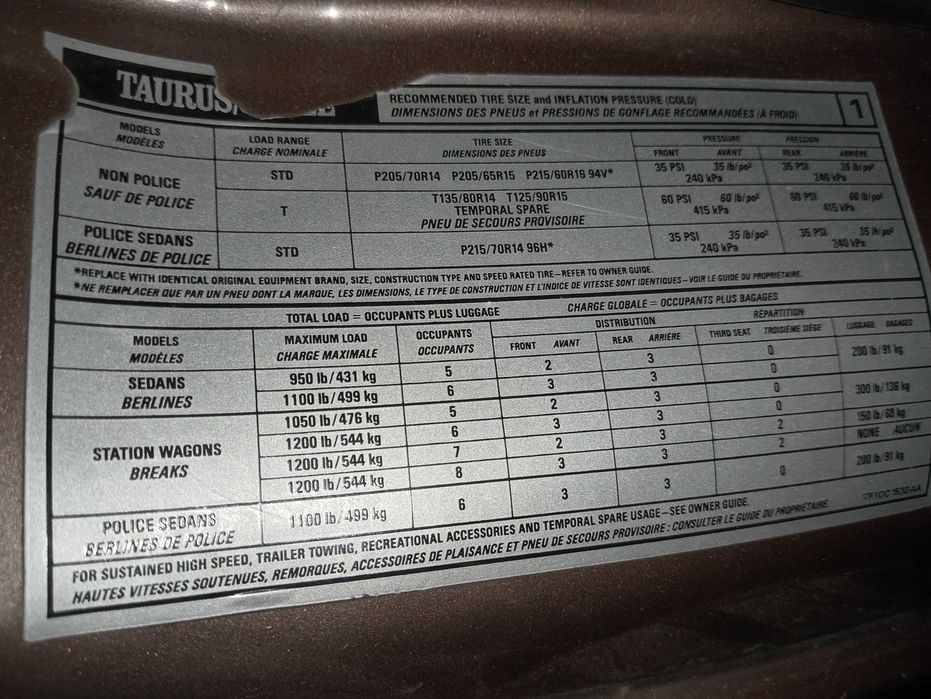 TAURUS/
RECOMMENDED TIRE SIZE and INFLATION PRESSURE (COLD)
DIMENSIONS DES PNEUS et PRESSIONS DE GONFLAGE RECOMMANDÉES (À FROID)
1
MODELS
MODÈLES
LOAD RANGE
CHARGE NOMINALE
TIRE SIZE
DIMENSIONS DES PNEUS
PRESSURE PRESSION
FRONT AVANT REAR ARRIÈRE
NON POLICE
SAUF DE POLICE
STD P205/70R14 P205/65R15 P215/60R16 94V* 35 PSI 35 lb/po² 35 PSI 35 lb/po²
240 kPa 240 kPa
T T135/80R14 T125/90R15 60 PSI 60 lb/po² 60 PSI 60 lb/po²
TEMPORAL SPARE 415 kPa 415 kPa
PNEU DE SECOURS PROVISOIRE
POLICE SEDANS
BERLINES DE POLICE
STD P215/70R14 96H* 35 PSI 35 lb/po² 35 PSI 35 lb/po²
240 kPa 240 kPa
*REPLACE WITH IDENTICAL ORIGINAL EQUIPMENT BRAND, SIZE, CONSTRUCTION TYPE AND SPEED RATED TIRE—REFER TO OWNER GUIDE.
*NE REMPLACER QUE PAR UN PNEU DONT LA MARQUE, LES DIMENSIONS, LE TYPE DE CONSTRUCTION ET L'INDICE DE VITESSE SONT IDENTIQUES—VOIR LE GUIDE DU PROPRIÉTAIRE.
TOTAL LOAD = OCCUPANTS PLUS LUGGAGE CHARGE GLOBALE = OCCUPANTS PLUS BAGAGES
MODELS
MODÈLES
MAXIMUM LOAD
CHARGE MAXIMALE
OCCUPANTS
OCCUPANTS
DISTRIBUTION RÉPARTITION
FRONT AVANT REAR ARRIÈRE THIRD SEAT TROISIÈME SIÈGE LUGGAGE BAGAGES
SEDANS
BERLINES
950 lb/431 kg 5 2 3 0 200 lb/91 kg
1100 lb/499 kg 6 3 3 0
STATION WAGONS
BREAKS
1050 lb/476 kg 5 2 3 0 300 lb/136 kg
1200 lb/544 kg 6 3 3 0
1200 lb/544 kg 7 2 3 2 150 lb/68 kg
1200 lb/544 kg 8 3 3 2 NONE AUCUN
POLICE SEDANS
BERLINES DE POLICE
1100 lb/499 kg 6 3 3 0 200 lb/91 kg
FOR SUSTAINED HIGH SPEED, TRAILER TOWING, RECREATIONAL ACCESSORIES AND TEMPORAL SPARE USAGE—SEE OWNER GUIDE.
HAUTES VITESSES SOUTENUES, REMORQUES, ACCESSOIRES DE PLAISANCE ET PNEU DE SECOURS PROVISOIRE : CONSULTER LE GUIDE DU PROPRIÉTAIRE.